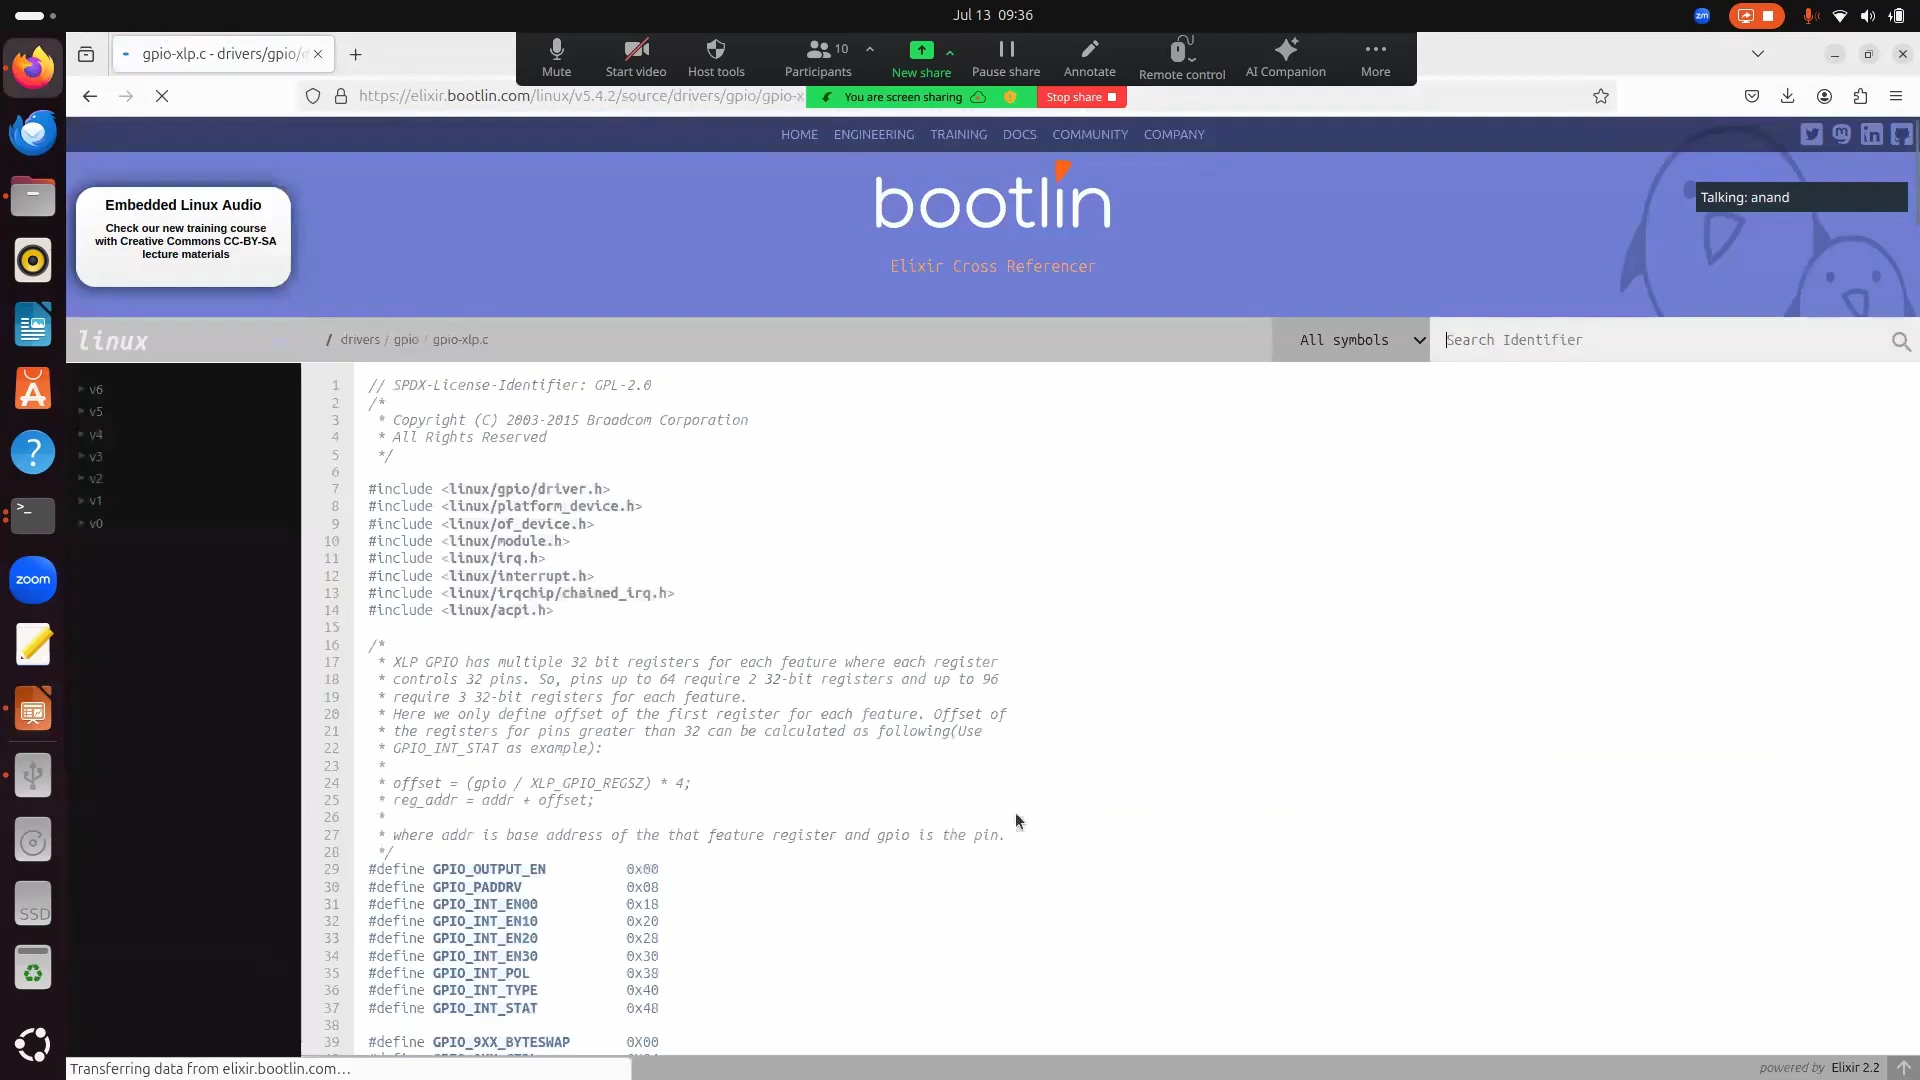 Jul 13 09:36
zm
gpio-xlp.c - drivers/gpio/
Mute
Start video
Host tools
10
Participants
New share
Pause share
Annotate
Remote control
AI Companion
More
https://elixir.bootlin.com/linux/v5.4.2/source/drivers/gpio/gpio-x
You are screen sharing
Stop share
HOME ENGINEERING TRAINING DOCS COMMUNITY COMPANY
Embedded Linux Audio
Check our new training course
with Creative Commons CC-BY-SA
lecture materials
bootlin
Elixir Cross Referencer
Talking: anand
linux
/ drivers / gpio / gpio-xlp.c
All symbols
Search Identifier
v6
v5
v4
v3
v2
v1
v0
1 // SPDX-License-Identifier: GPL-2.0
2 /*
3 * Copyright (C) 2003-2015 Broadcom Corporation
4 * All Rights Reserved
5 */
6
7 #include <linux/gpio/driver.h>
8 #include <linux/platform_device.h>
9 #include <linux/of_device.h>
10 #include <linux/module.h>
11 #include <linux/irq.h>
12 #include <linux/interrupt.h>
13 #include <linux/irqchip/chained_irq.h>
14 #include <linux/acpi.h>
15
16 /*
17 * XLP GPIO has multiple 32 bit registers for each feature where each register
18 * controls 32 pins. So, pins up to 64 require 2 32-bit registers and up to 96
19 * require 3 32-bit registers for each feature.
20 * Here we only define offset of the first register for each feature. Offset of
21 * the registers for pins greater than 32 can be calculated as following(Use
22 * GPIO_INT_STAT as example):
23 *
24 * offset = (gpio / XLP_GPIO_REGSZ) * 4;
25 * reg_addr = addr + offset;
26 *
27 * where addr is base address of the that feature register and gpio is the pin.
28 */
29 #define GPIO_OUTPUT_EN 0x00
30 #define GPIO_PADDRV 0x08
31 #define GPIO_INT_EN00 0x18
32 #define GPIO_INT_EN10 0x20
33 #define GPIO_INT_EN20 0x28
34 #define GPIO_INT_EN30 0x30
35 #define GPIO_INT_POL 0x38
36 #define GPIO_INT_TYPE 0x40
37 #define GPIO_INT_STAT 0x48
38
39 #define GPIO_9XX_BYTESWAP 0X00
zoom
SSD
Transferring data from elixir.bootlin.com…
powered by Elixir 2.2